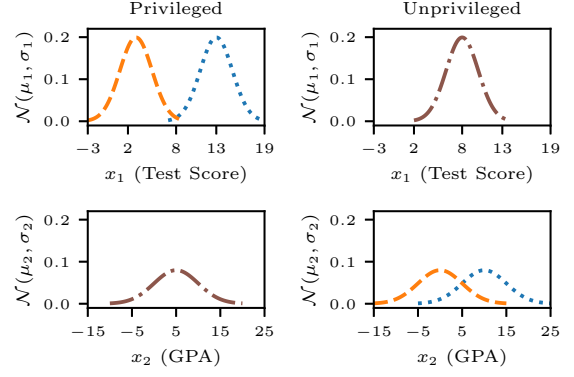 Privileged
Unprivileged
𝒩(μ₁, σ₁)
0.2
0.1
0.0
−3 2 8 13 19
x₁ (Test Score)
𝒩(μ₁, σ₁)
0.2
0.1
0.0
−3 2 8 13 19
x₁ (Test Score)
𝒩(μ₂, σ₂)
0.2
0.1
0.0
−15 −5 5 15 25
x₂ (GPA)
𝒩(μ₂, σ₂)
0.2
0.1
0.0
−15 −5 5 15 25
x₂ (GPA)